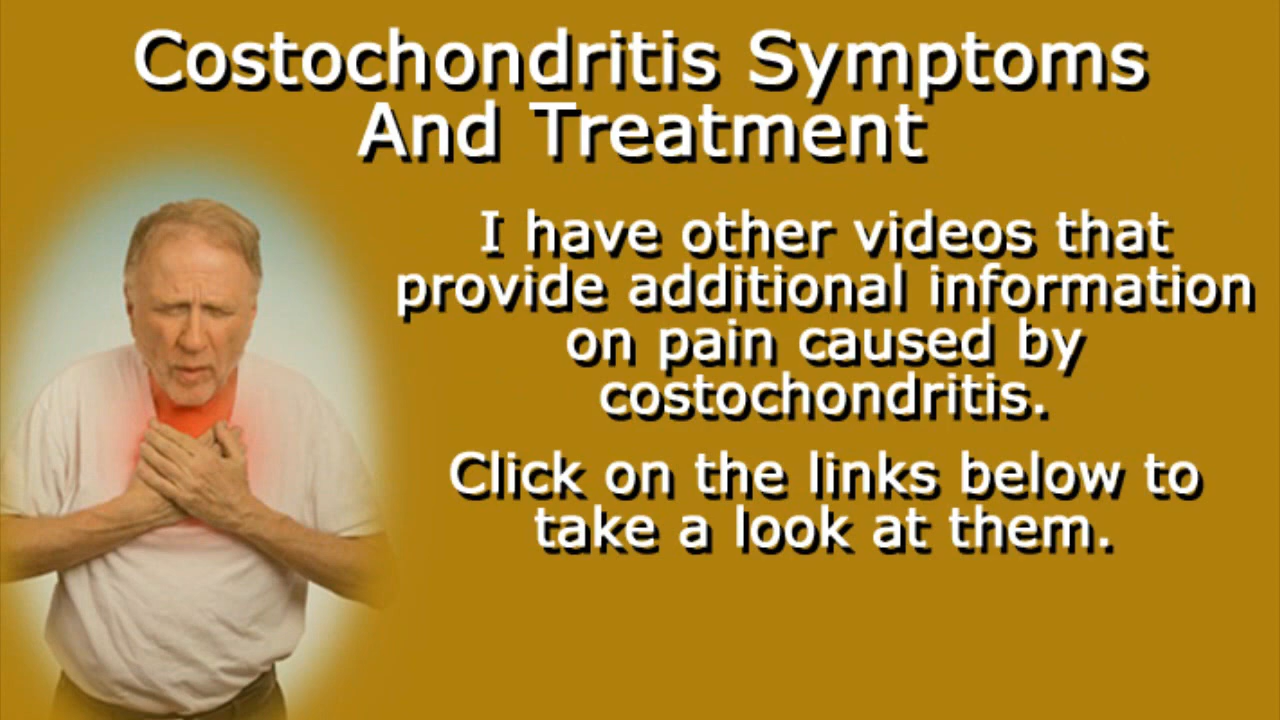 Costochondritis Symptoms
And Treatment
I have other videos that
provide additional information
on pain caused by
costochondritis.
Click on the links below to
take a look at them.